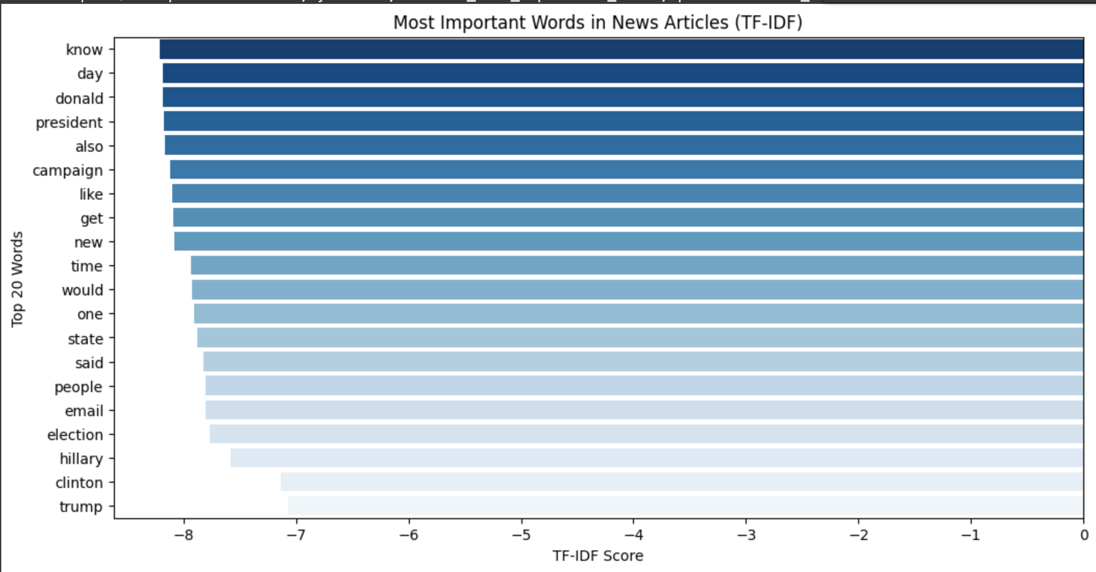 Most Important Words in News Articles (TF-IDF)
know
day
donald
president
also
campaign
like
get
new
time
would
one
state
said
people
email
election
hillary
clinton
trump
Top 20 Words
−8 −7 −6 −5 −4 −3 −2 −1 0
TF-IDF Score